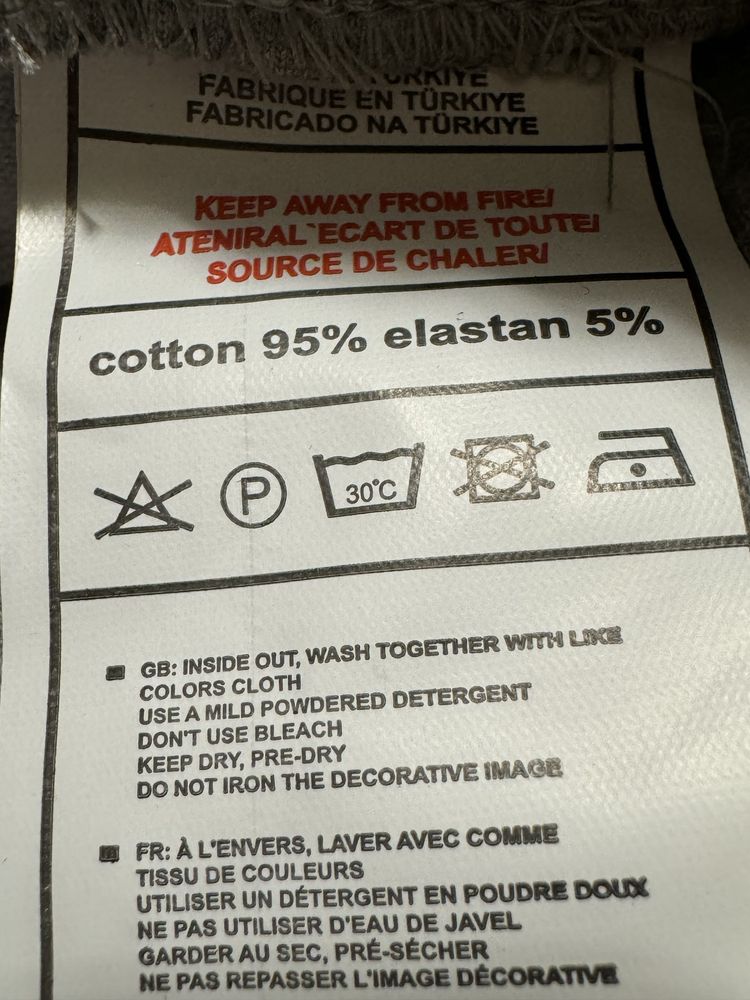 TÜRKIYE
FABRIQUE EN TÜRKIYE
FABRICADO NA TÜRKIYE
KEEP AWAY FROM FIRE/
ATENIRAL`ECART DE TOUTE/
SOURCE DE CHALER/
cotton 95% elastan 5%
P 30°C
GB: INSIDE OUT, WASH TOGETHER WITH LIKE
COLORS CLOTH
USE A MILD POWDERED DETERGENT
DON'T USE BLEACH
KEEP DRY, PRE-DRY
DO NOT IRON THE DECORATIVE IMAGE
FR: À L'ENVERS, LAVER AVEC COMME
TISSU DE COULEURS
UTILISER UN DÉTERGENT EN POUDRE DOUX
NE PAS UTILISER D'EAU DE JAVEL
GARDER AU SEC, PRÉ-SÉCHER
NE PAS REPASSER L'IMAGE DÉCORATIVE